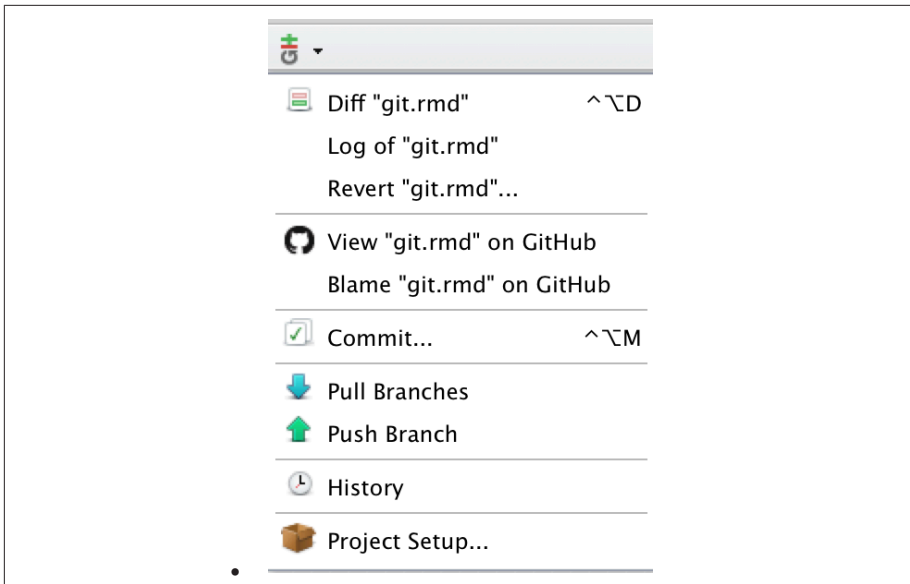 git
Diff "git.rmd" ^⌥D
Log of "git.rmd"
Revert "git.rmd"...
View "git.rmd" on GitHub
Blame "git.rmd" on GitHub
Commit... ^⌥M
Pull Branches
Push Branch
History
Project Setup...